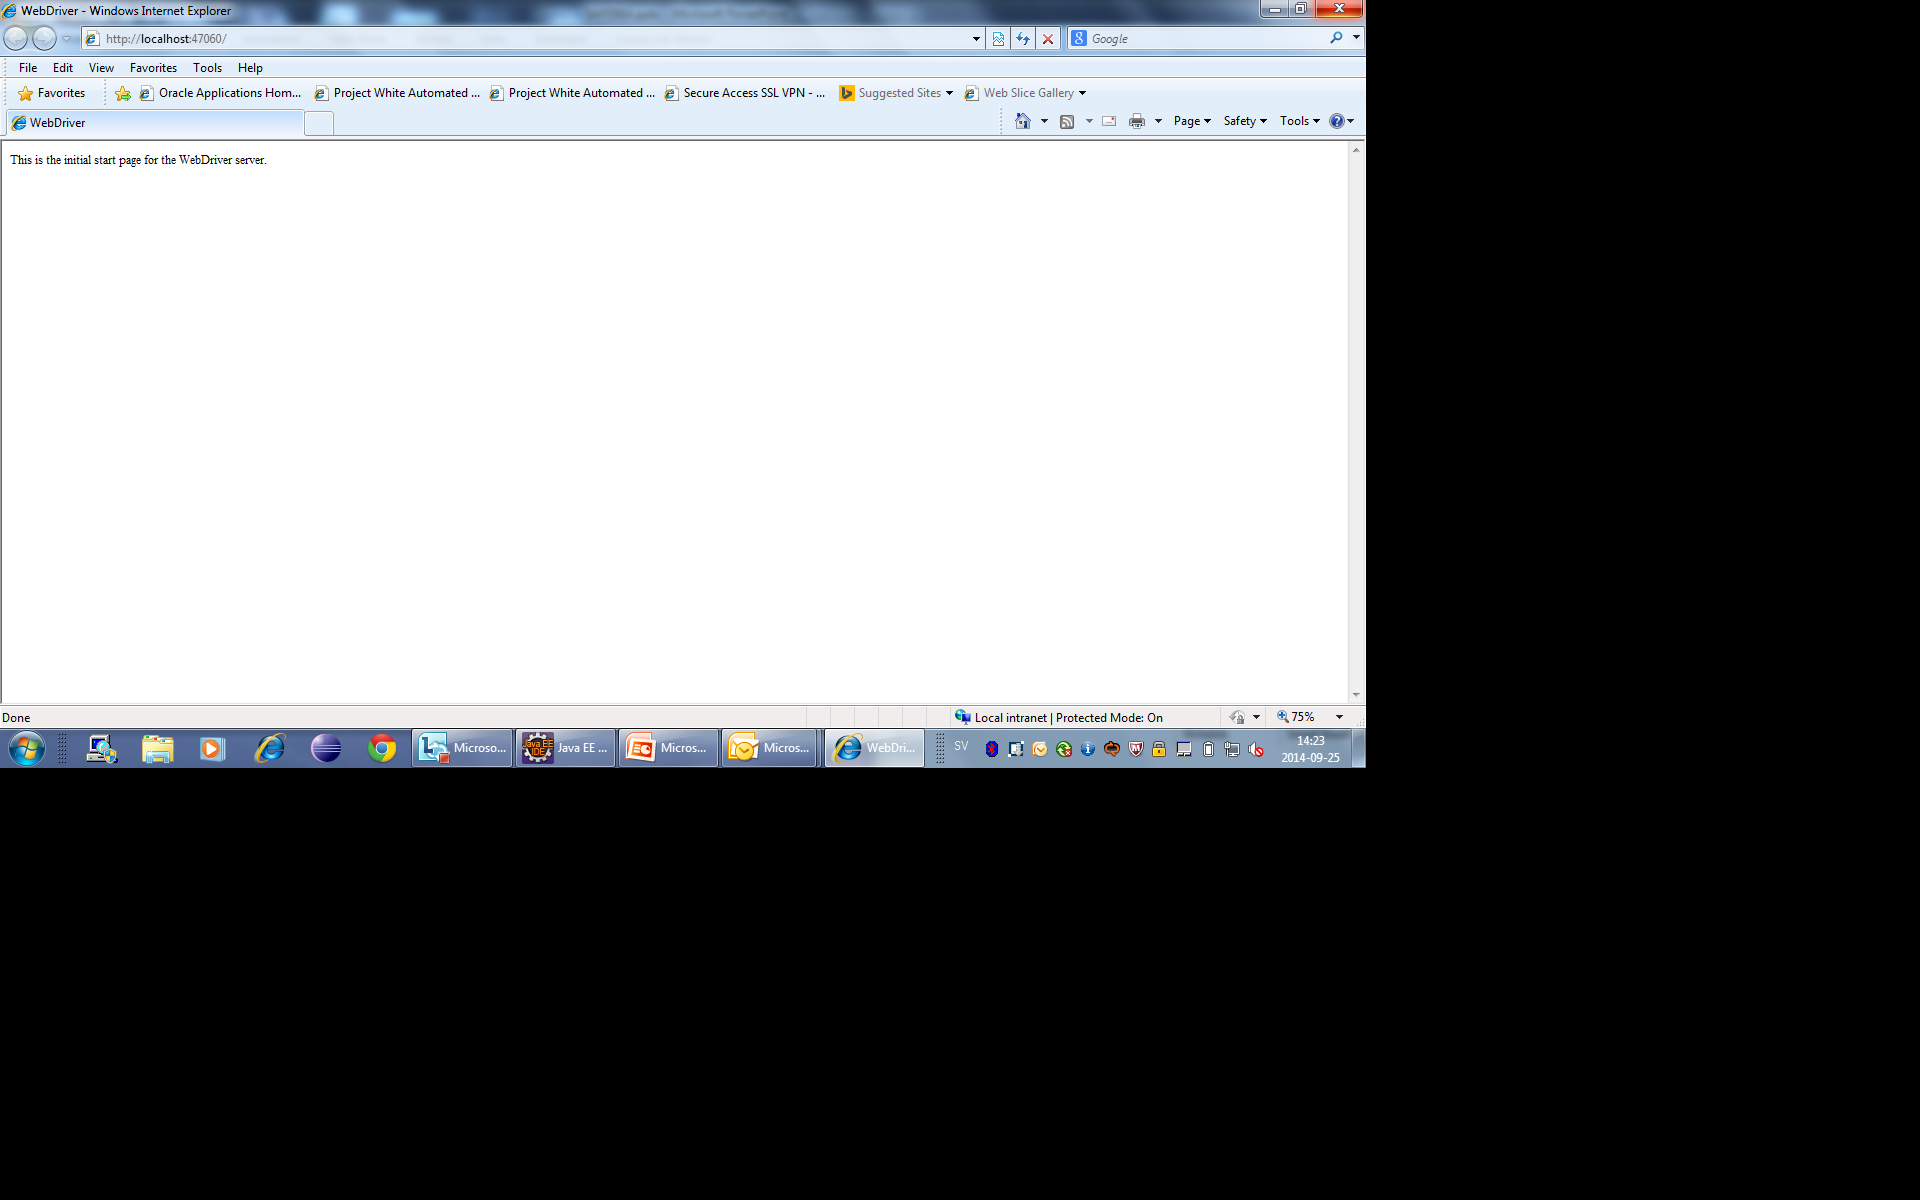 WebDriver - Windows Internet Explorer
http://localhost:47060/
Google
File Edit View Favorites Tools Help
Favorites Oracle Applications Hom... Project White Automated ... Project White Automated ... Secure Access SSL VPN - ... Suggested Sites Web Slice Gallery
WebDriver Page Safety Tools
This is the initial start page for the WebDriver server.
Done Local intranet | Protected Mode: On 75%
Microso... Java EE IDE Java EE ... Micros... Micros... WebDri... SV 14:23
2014-09-25